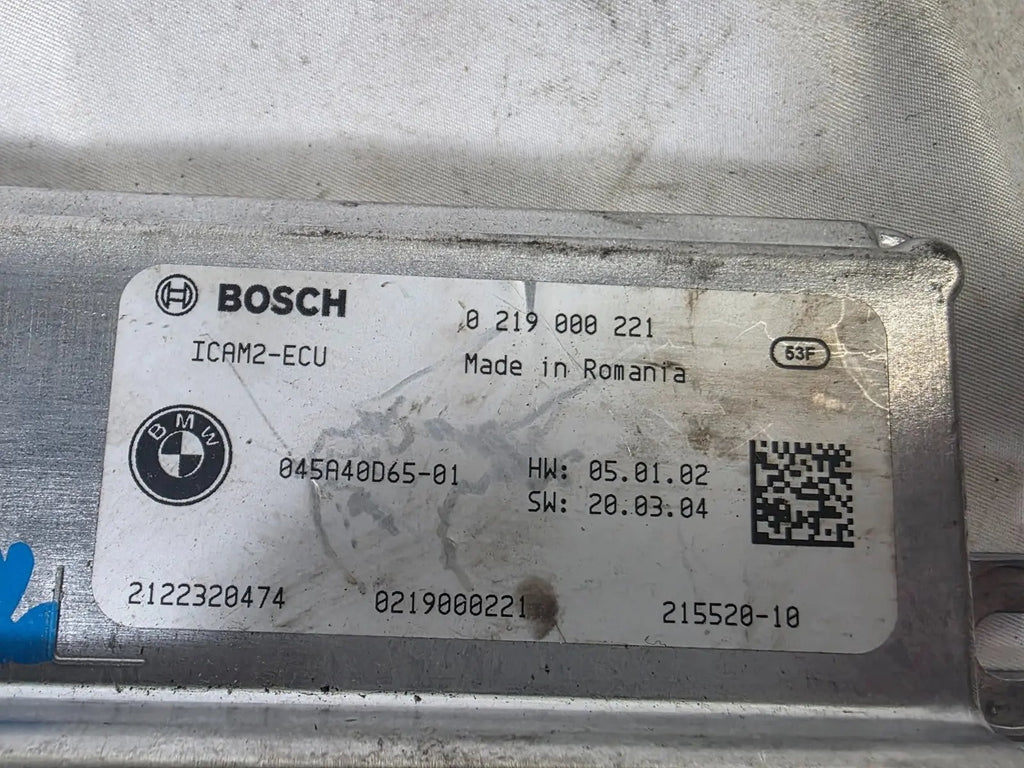 BOSCH
0 219 000 221
ICAM2-ECU
Made in Romania
53F
BMW
045A40D65-01
HW: 05.01.02
SW: 20.03.04
2122320474
0219000221
215520-10